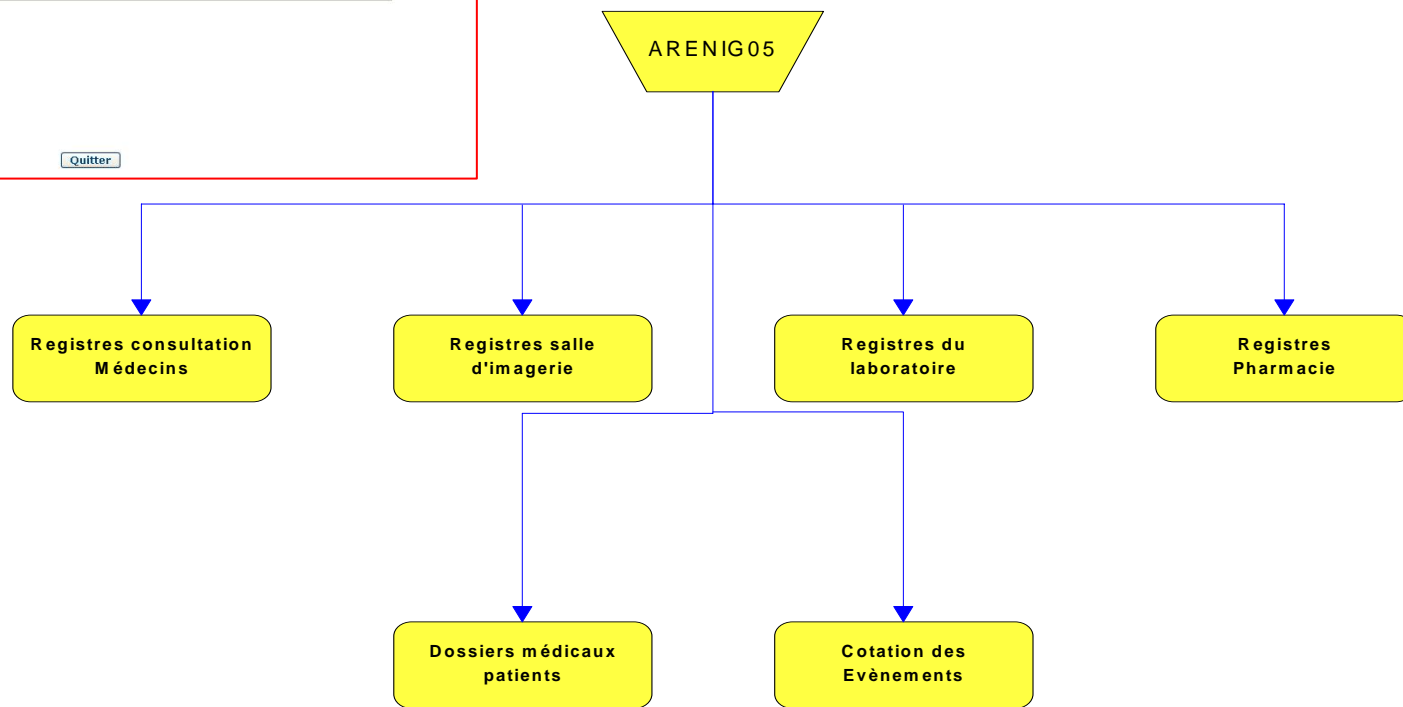 ARENIG05
Quitter
Registres consultation
Médecins
Registres salle
d'imagerie
Registres du
laboratoire
Registres
Pharmacie
Dossiers médicaux
patients
Cotation des
Evènements